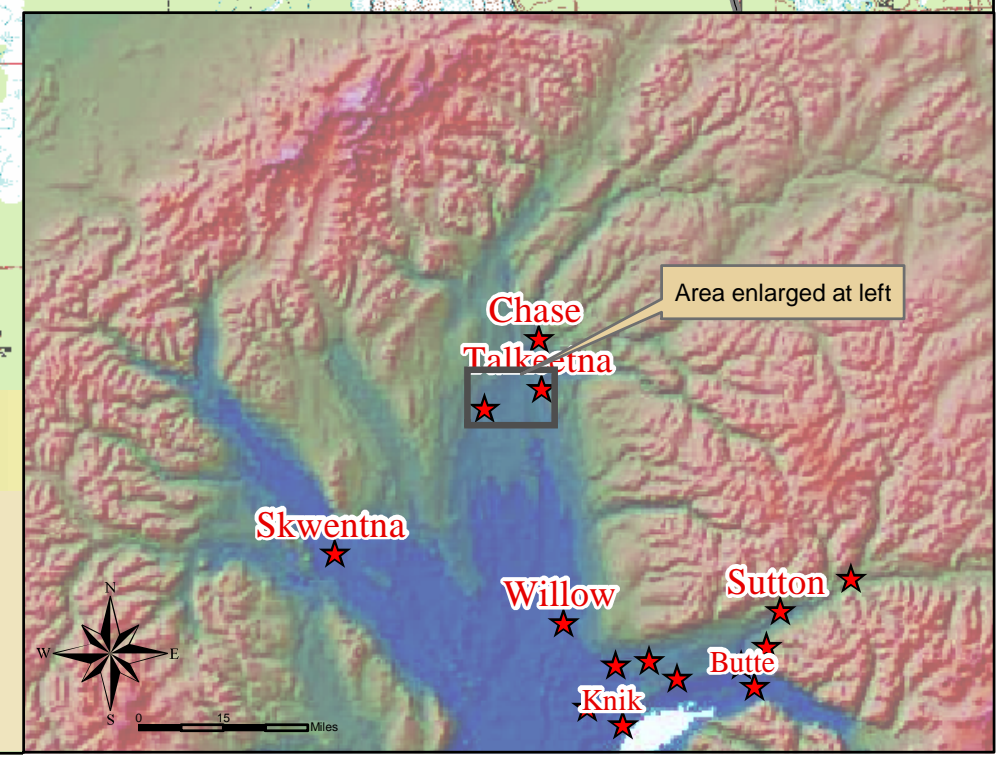 Area enlarged at left
Chase
Talkeetna
Skwentna
Willow
Sutton
Butte
Knik
N
W E
S
0 15
Miles